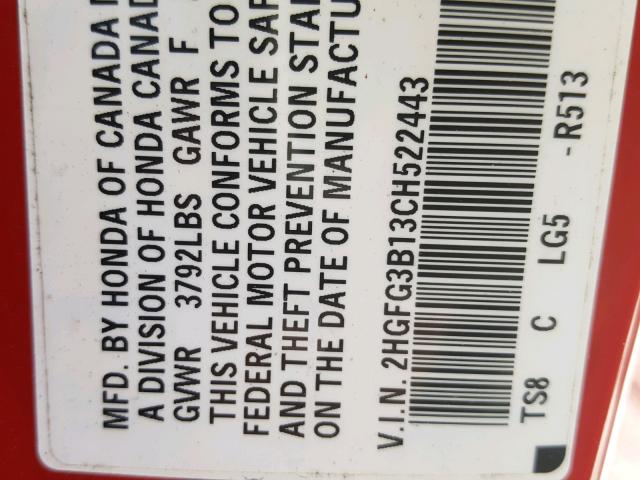 MFD. BY HONDA OF CANADA
A DIVISION OF HONDA CANAD
GVWR 3792LBS GAWR F
THIS VEHICLE CONFORMS TO
FEDERAL MOTOR VEHICLE SAF
AND THEFT PREVENTION STA
ON THE DATE OF MANUFACTU
V.I.N. 2HGFG3B13CH522443
TS8 C LG5 -R513